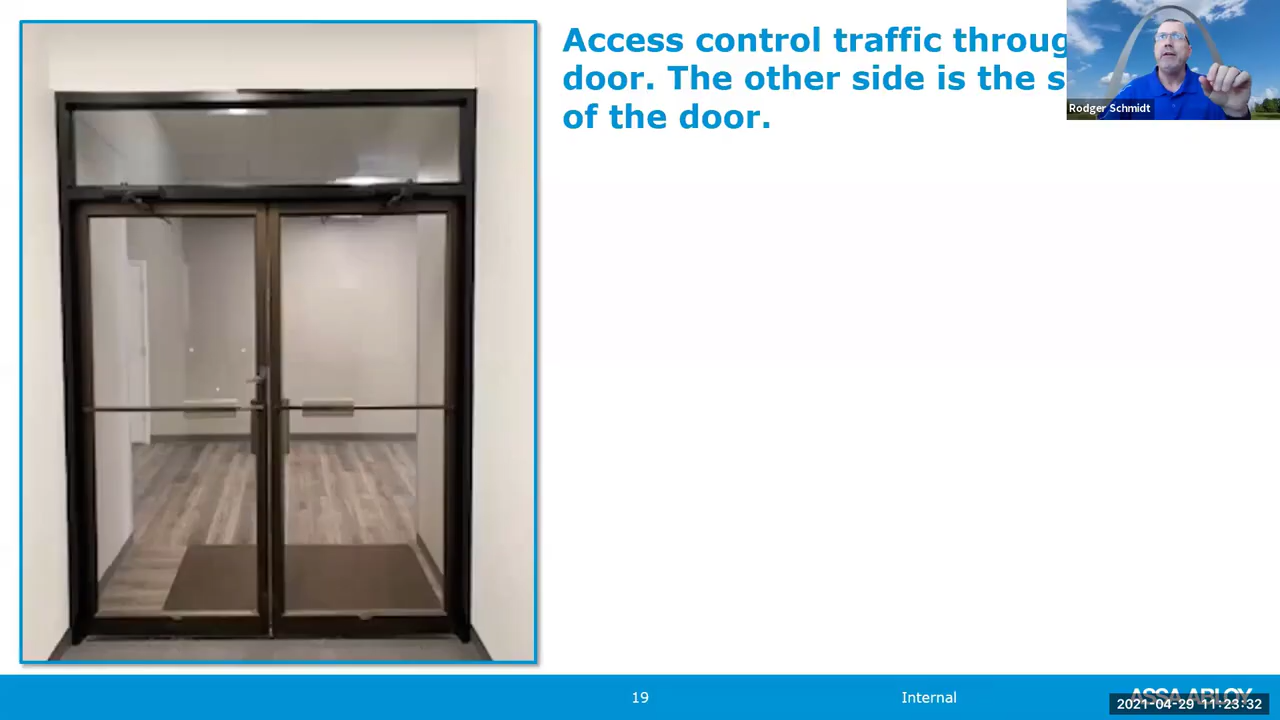 Access control traffic
door. The other side is the
of the door.
Rodger Schmidt
19
Internal
ASSA ABLOY
2021-04-29 11:23:32